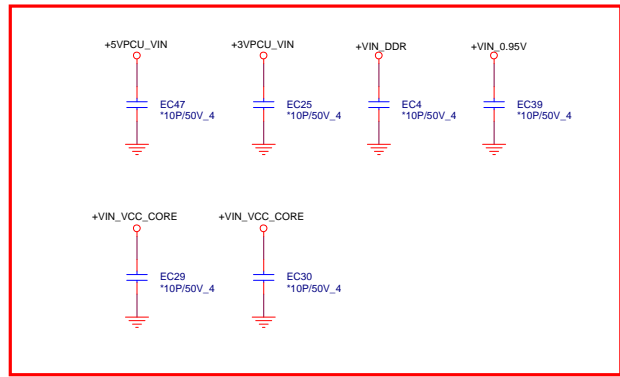 +5VPCU_VIN
+3VPCU_VIN
+VIN_DDR
+VIN_0.95V
EC47
*10P/50V_4
EC25
*10P/50V_4
EC4
*10P/50V_4
EC39
*10P/50V_4
+VIN_VCC_CORE
+VIN_VCC_CORE
EC29
*10P/50V_4
EC30
*10P/50V_4